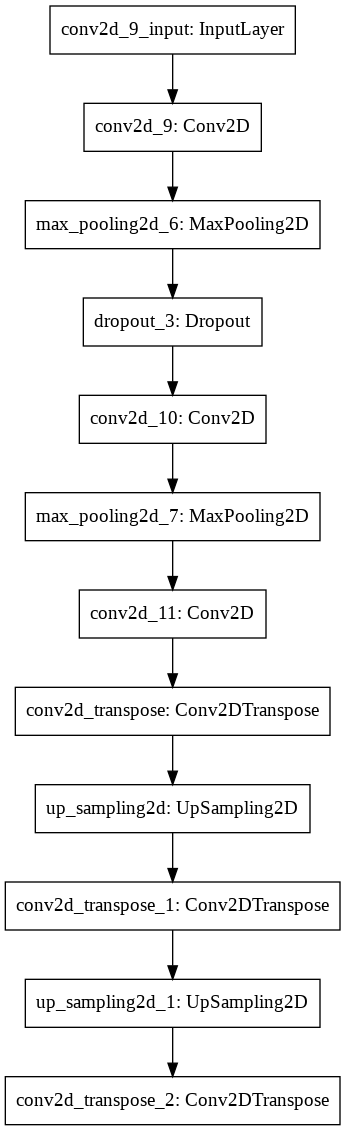 conv2d_9_input: InputLayer
conv2d_9: Conv2D
max_pooling2d_6: MaxPooling2D
dropout_3: Dropout
conv2d_10: Conv2D
max_pooling2d_7: MaxPooling2D
conv2d_11: Conv2D
conv2d_transpose: Conv2DTranspose
up_sampling2d: UpSampling2D
conv2d_transpose_1: Conv2DTranspose
up_sampling2d_1: UpSampling2D
conv2d_transpose_2: Conv2DTranspose